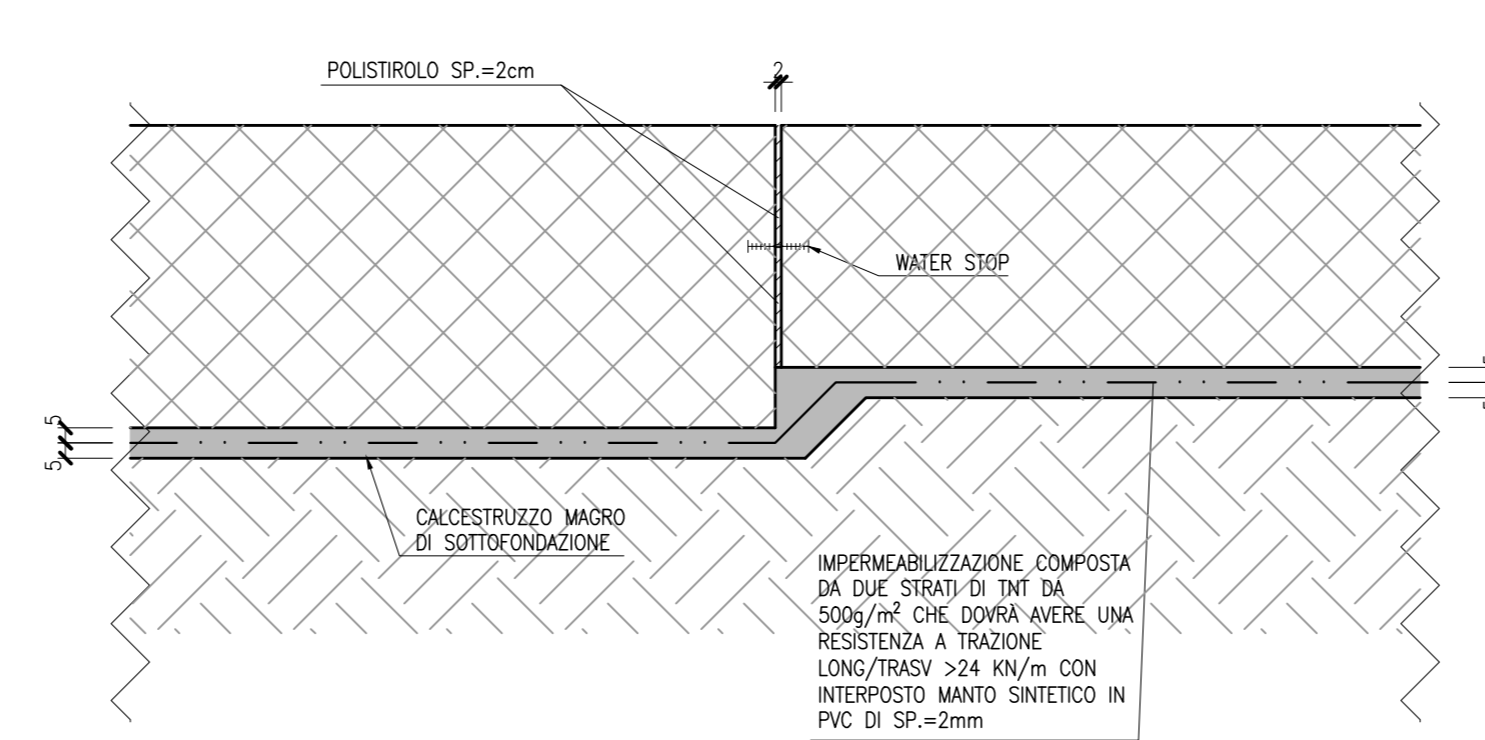 POLISTIROLO SP.=2cm
2
WATER STOP
5
5
5
5
CALCESTRUZZO MAGRO
DI SOTTOFONDAZIONE
IMPERMEABILIZZAZIONE COMPOSTA
DA DUE STRATI DI TNT DA
500g/m² CHE DOVRÀ AVERE UNA
RESISTENZA A TRAZIONE
LONG/TRASV >24 KN/m CON
INTERPOSTO MANTO SINTETICO IN
PVC DI SP.=2mm